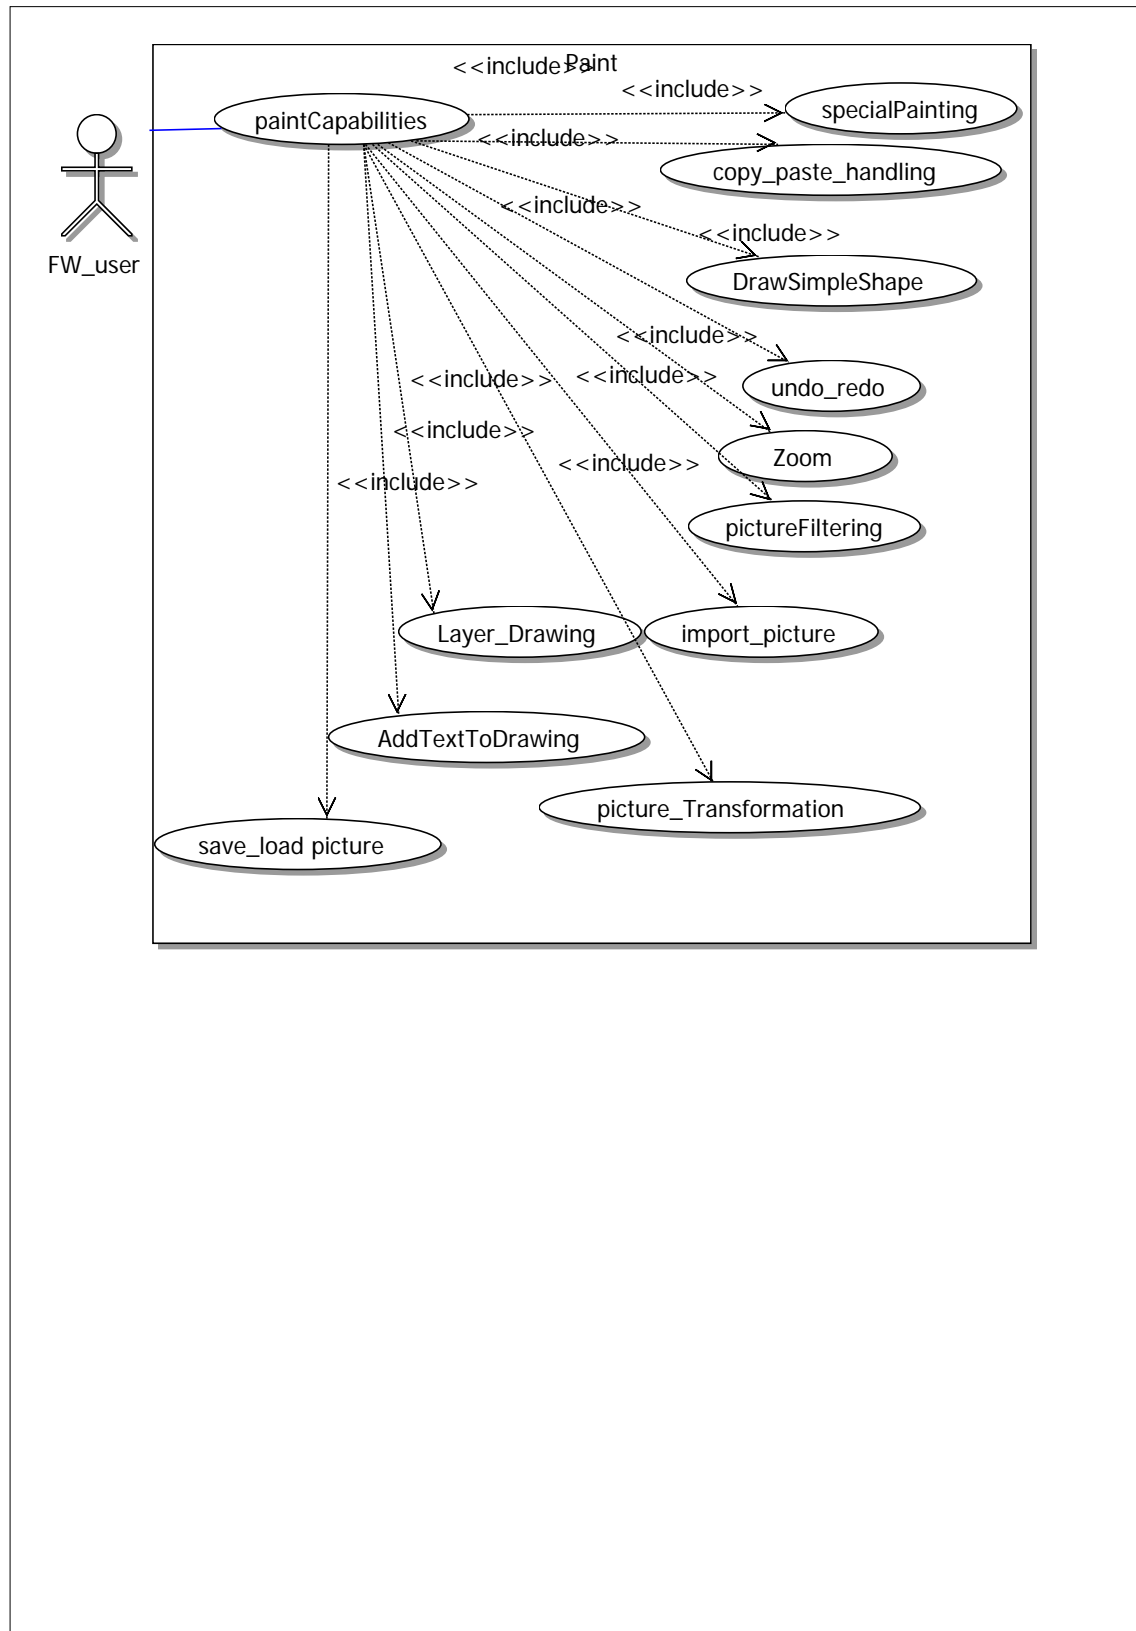 Paint
<<include>>
<<include>>
specialPainting
paintCapabilities
<<include>>
copy_paste_handling
<<include>>
<<include>>
FW_user
DrawSimpleShape
<<include>>
<<include>>
<<include>>
undo_redo
<<include>>
Zoom
<<include>>
<<include>>
pictureFiltering
Layer_Drawing
import_picture
AddTextToDrawing
picture_Transformation
save_load picture